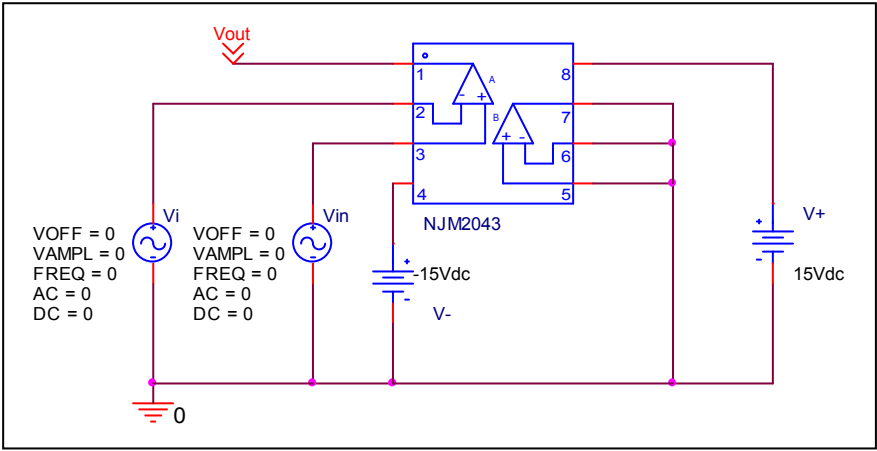 Vout
1
8
A
- +
2
B
7
+ -
3
6
4
5
NJM2043
Vi
VOFF = 0
VAMPL = 0
FREQ = 0
AC = 0
DC = 0
Vin
VOFF = 0
VAMPL = 0
FREQ = 0
AC = 0
DC = 0
+
-15Vdc
-
V-
V+
+
-
15Vdc
0